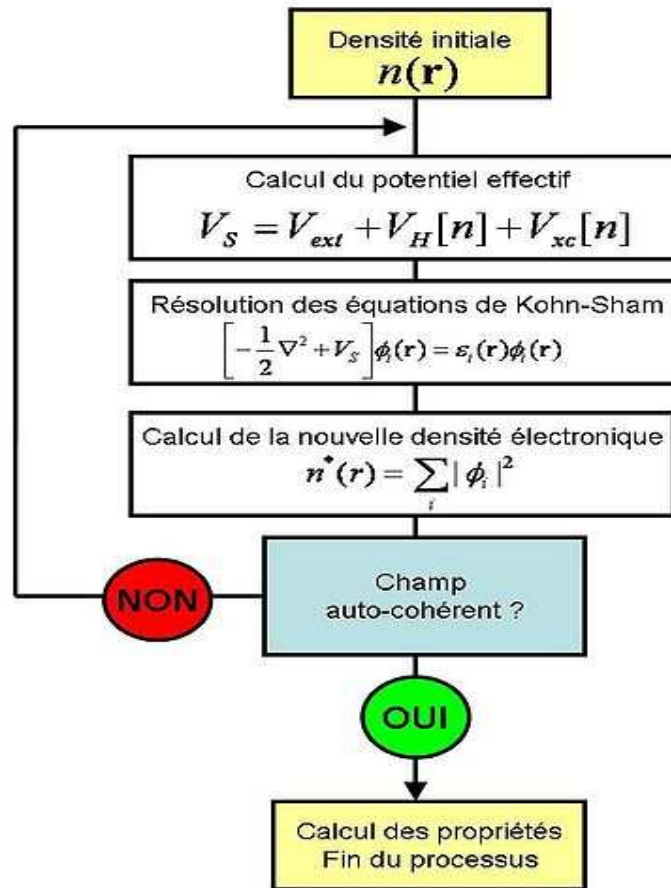 Densité initiale
n(r)
Calcul du potentiel effectif
V_S = V_ext + V_H[n] + V_xc[n]
Résolution des équations de Kohn-Sham
[-1/2 ∇² + V_S] ϕ_i(r) = ε_i(r)ϕ_i(r)
Calcul de la nouvelle densité électronique
n*(r) = ∑_i | ϕ_i |²
Champ
auto-cohérent ?
NON
OUI
Calcul des propriétés
Fin du processus